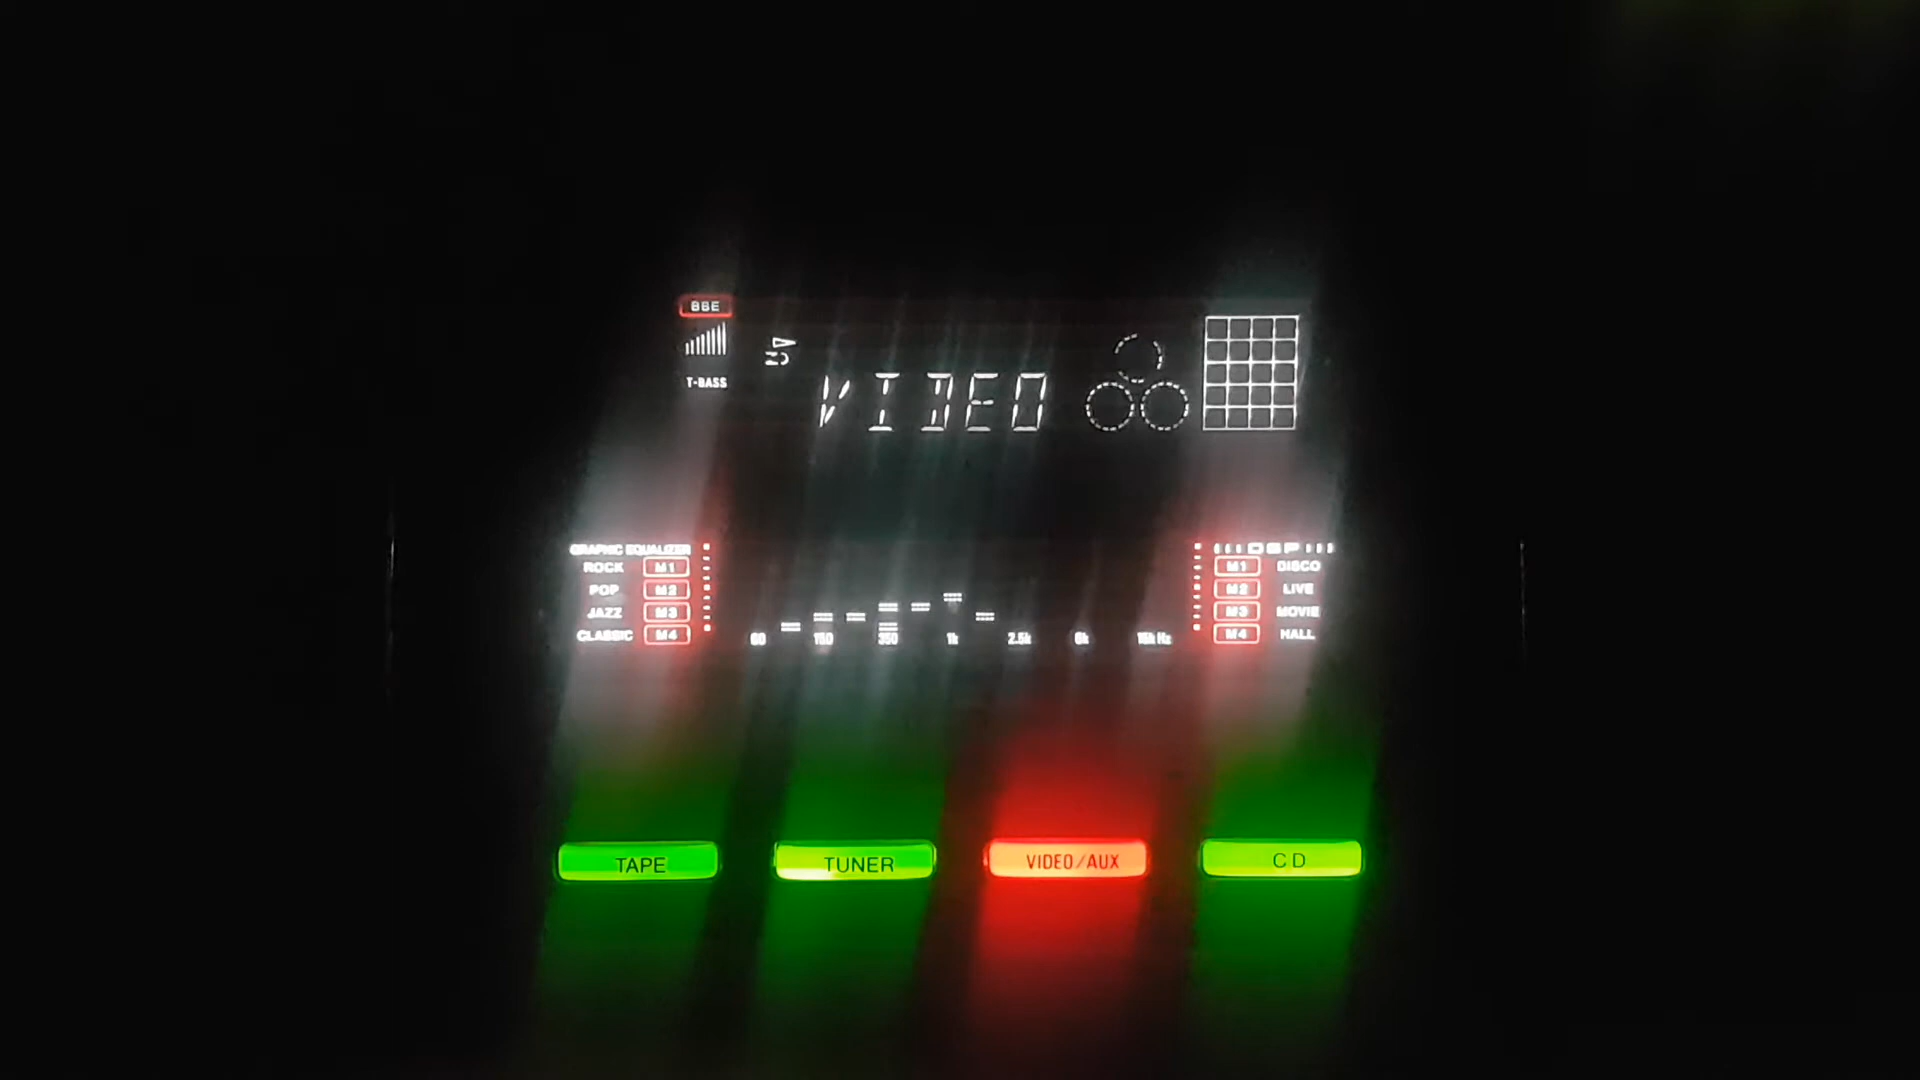 BBE
T-BASS
VIDEO
GRAPHIC EQUALIZER
ROCK M1
POP M2
JAZZ M3
CLASSIC M4
60 150 350 1k 2.5k 6k 15k Hz
DSP
M1 DISCO
M2 LIVE
M3 MOVIE
M4 HALL
TAPE TUNER VIDEO/AUX CD